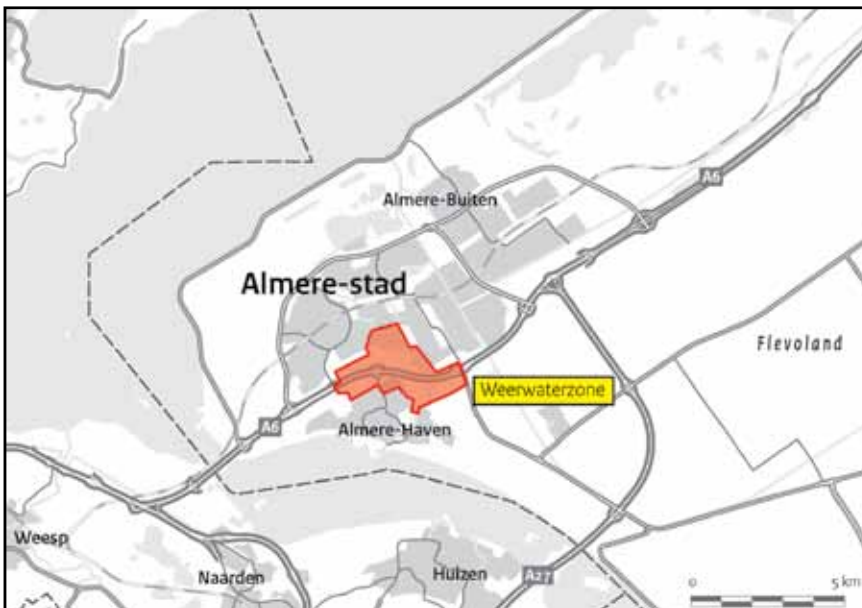 A6
Almere-Buiten
Almere-stad
Flevoland
Weerwaterzone
A6
Almere-Haven
Weesp
Naarden
Huizen
A27
0 5 km